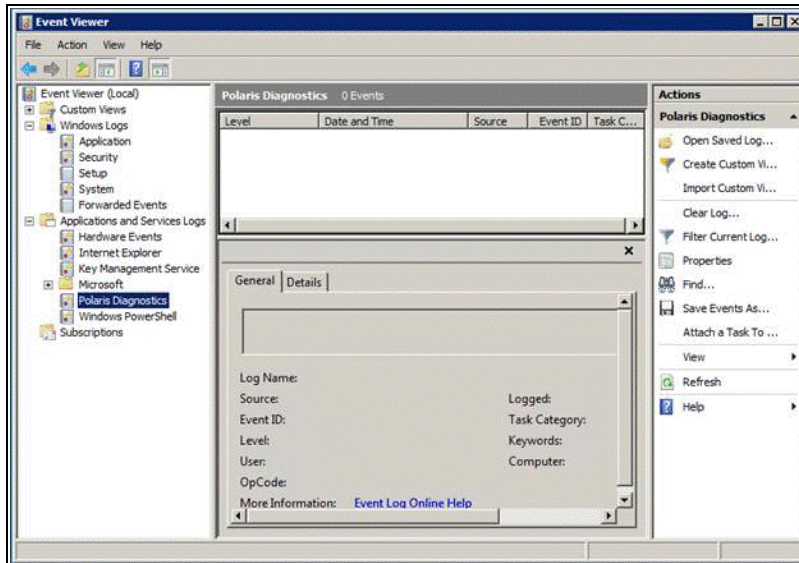 Event Viewer
File Action View Help
Event Viewer (Local)
Custom Views
Windows Logs
Application
Security
Setup
System
Forwarded Events
Applications and Services Logs
Hardware Events
Internet Explorer
Key Management Service
Microsoft
Polaris Diagnostics
Windows PowerShell
Subscriptions
Polaris Diagnostics 0 Events
Level Date and Time Source Event ID Task C...
General Details
Log Name:
Source: Logged:
Event ID: Task Category:
Level: Keywords:
User: Computer:
OpCode:
More Information: Event Log Online Help
Actions
Polaris Diagnostics
Open Saved Log...
Create Custom Vi...
Import Custom Vi...
Clear Log...
Filter Current Log...
Properties
Find...
Save Events As...
Attach a Task To ...
View
Refresh
Help